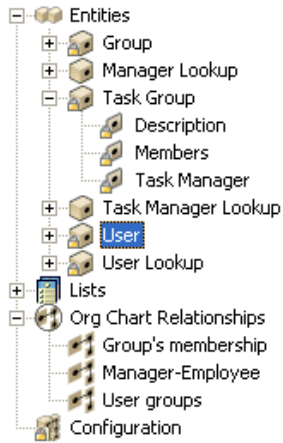 Entities
Group
Manager Lookup
Task Group
Description
Members
Task Manager
Task Manager Lookup
User
User Lookup
Lists
Org Chart Relationships
Group's membership
Manager-Employee
User groups
Configuration